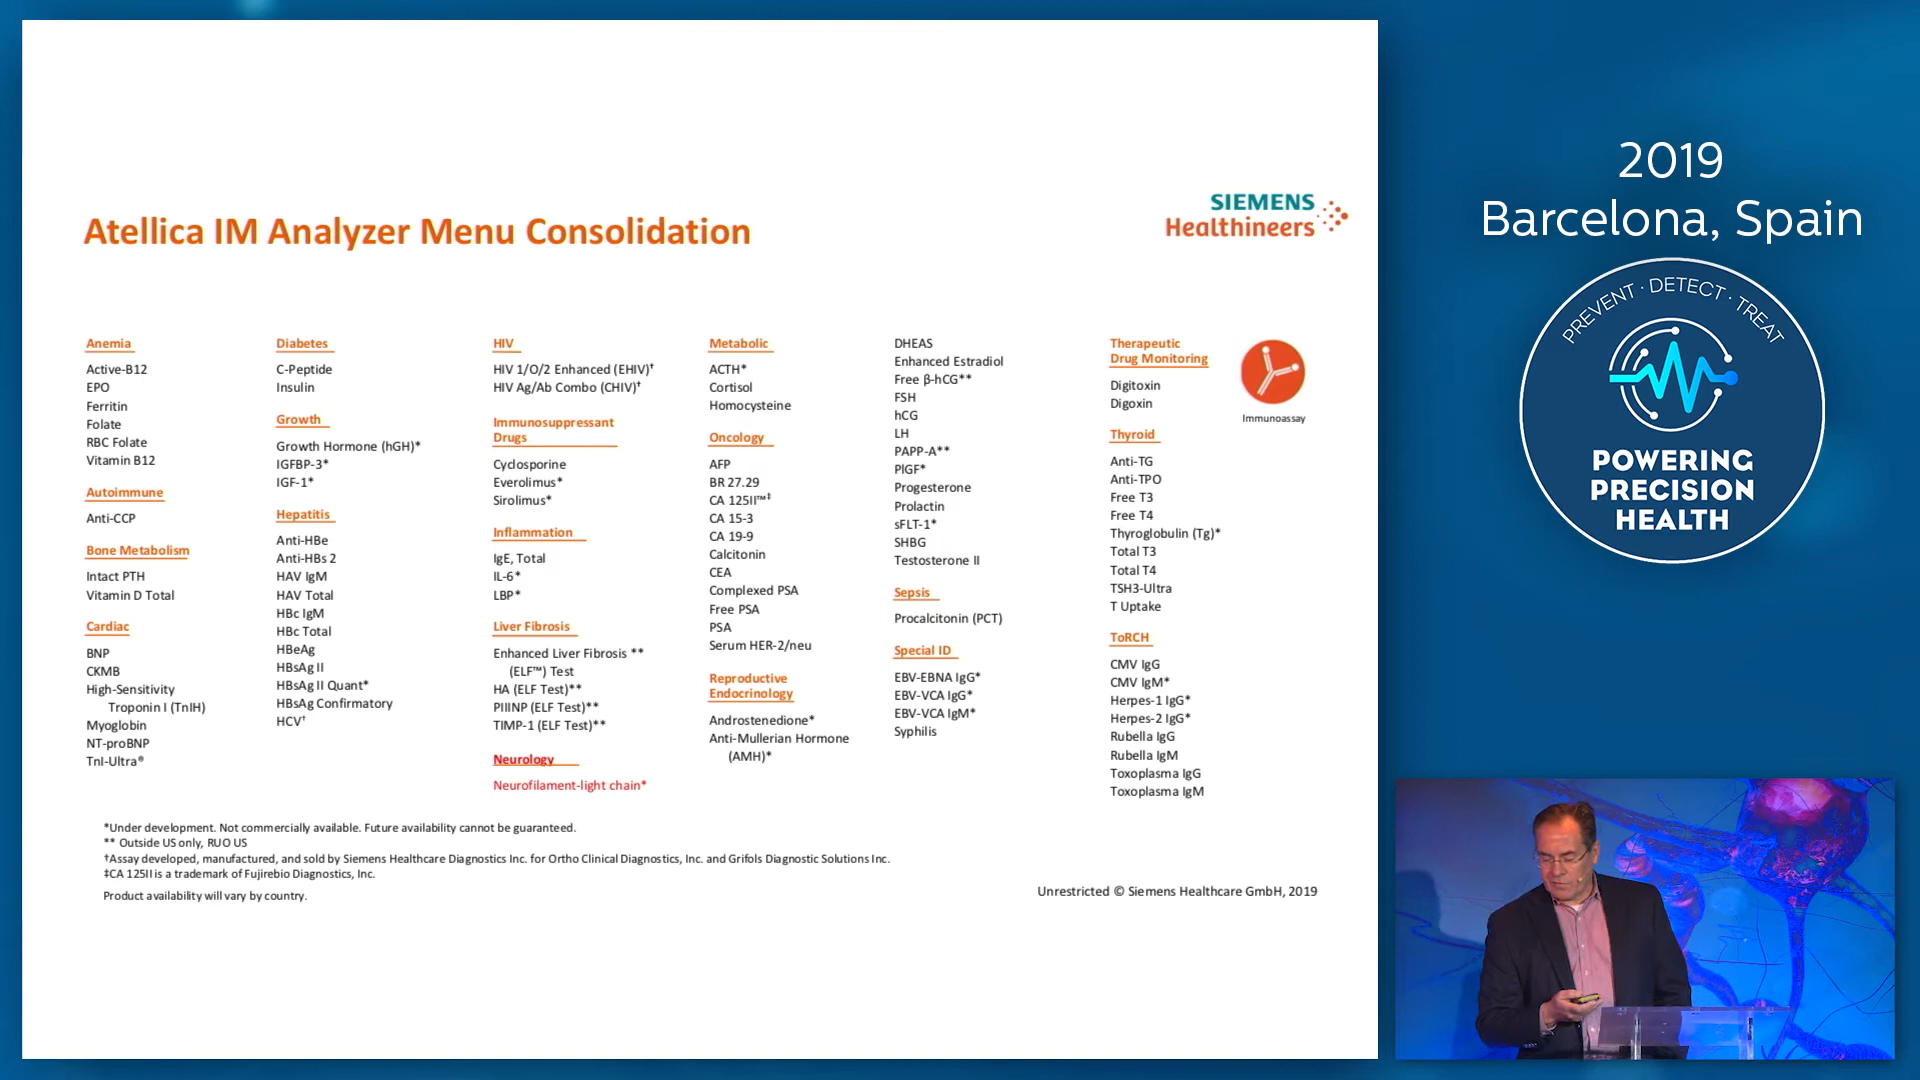 Atellica IM Analyzer Menu Consolidation
SIEMENS
Healthineers
Anemia
Active-B12
EPO
Ferritin
Folate
RBC Folate
Vitamin B12
Autoimmune
Anti-CCP
Bone Metabolism
Intact PTH
Vitamin D Total
Cardiac
BNP
CKMB
High-Sensitivity
Troponin I (TnIH)
Myoglobin
NT-proBNP
TnI-Ultra®
Diabetes
C-Peptide
Insulin
Growth
Growth Hormone (hGH)*
IGFBP-3*
IGF-1*
Hepatitis
Anti-HBe
Anti-HBs 2
HAV IgM
HAV Total
HBc IgM
HBc Total
HBeAg
HBsAg II
HBsAg II Quant*
HBsAg Confirmatory
HCV†
HIV
HIV 1/O/2 Enhanced (EHIV)†
HIV Ag/Ab Combo (CHIV)†
Immunosuppressant
Drugs
Cyclosporine
Everolimus*
Sirolimus*
Inflammation
IgE, Total
IL-6*
LBP*
Liver Fibrosis
Enhanced Liver Fibrosis **
(ELF™) Test
HA (ELF Test)**
PIIINP (ELF Test)**
TIMP-1 (ELF Test)**
Neurology
Neurofilament-light chain*
Metabolic
ACTH*
Cortisol
Homocysteine
Oncology
AFP
BR 27.29
CA 125II™‡
CA 15-3
CA 19-9
Calcitonin
CEA
Complexed PSA
Free PSA
PSA
Serum HER-2/neu
Reproductive
Endocrinology
Androstenedione*
Anti-Mullerian Hormone
(AMH)*
DHEAS
Enhanced Estradiol
Free β-hCG**
FSH
hCG
LH
PAPP-A**
PlGF*
Progesterone
Prolactin
sFLT-1*
SHBG
Testosterone II
Sepsis
Procalcitonin (PCT)
Special ID
EBV-EBNA IgG*
EBV-VCA IgG*
EBV-VCA IgM*
Syphilis
Therapeutic
Drug Monitoring
Digitoxin
Digoxin
Thyroid
Anti-TG
Anti-TPO
Free T3
Free T4
Thyroglobulin (Tg)*
Total T3
Total T4
TSH3-Ultra
T Uptake
ToRCH
CMV IgG
CMV IgM*
Herpes-1 IgG*
Herpes-2 IgG*
Rubella IgG
Rubella IgM
Toxoplasma IgG
Toxoplasma IgM
Immunoassay
*Under development. Not commercially available. Future availability cannot be guaranteed.
** Outside US only, RUO US
†Assay developed, manufactured, and sold by Siemens Healthcare Diagnostics Inc. for Ortho Clinical Diagnostics, Inc. and Grifols Diagnostic Solutions Inc.
‡CA 125II is a trademark of Fujirebio Diagnostics, Inc.
Product availability will vary by country.
Unrestricted © Siemens Healthcare GmbH, 2019
2019
Barcelona, Spain
PREVENT · DETECT · TREAT
POWERING
PRECISION
HEALTH